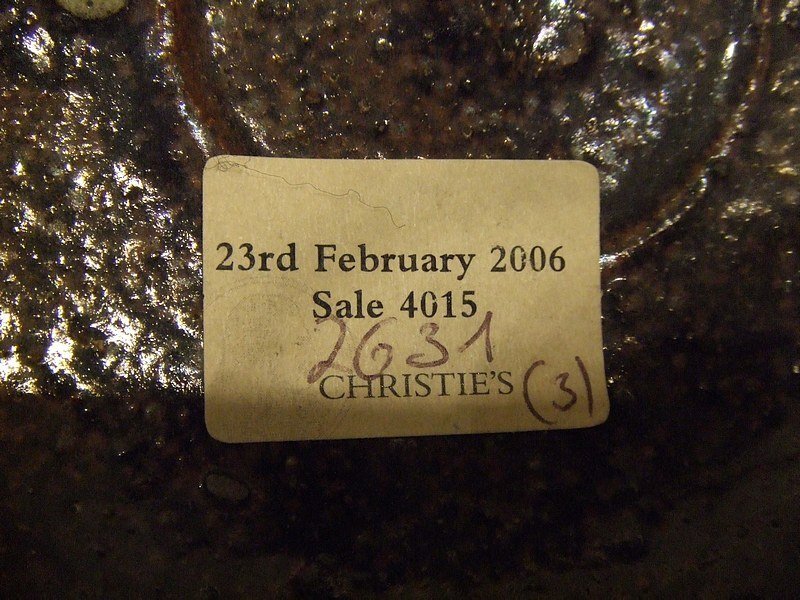 23rd February 2006
Sale 4015
2631
CHRISTIE'S (3)